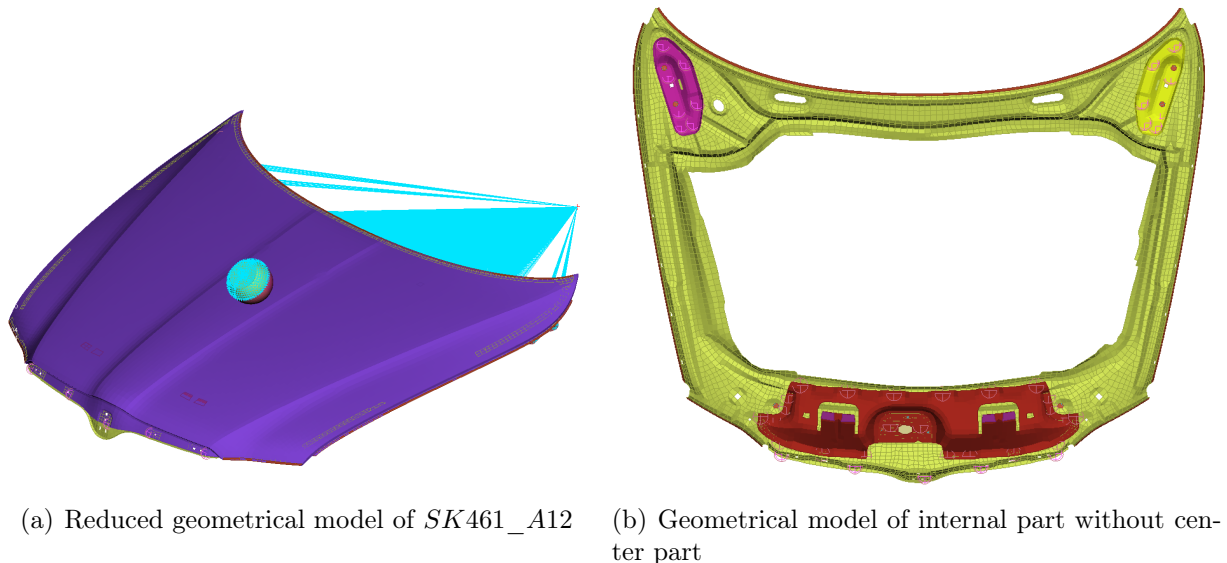 (a) Reduced geometrical model of SK461_A12
(b) Geometrical model of internal part without cen-
ter part